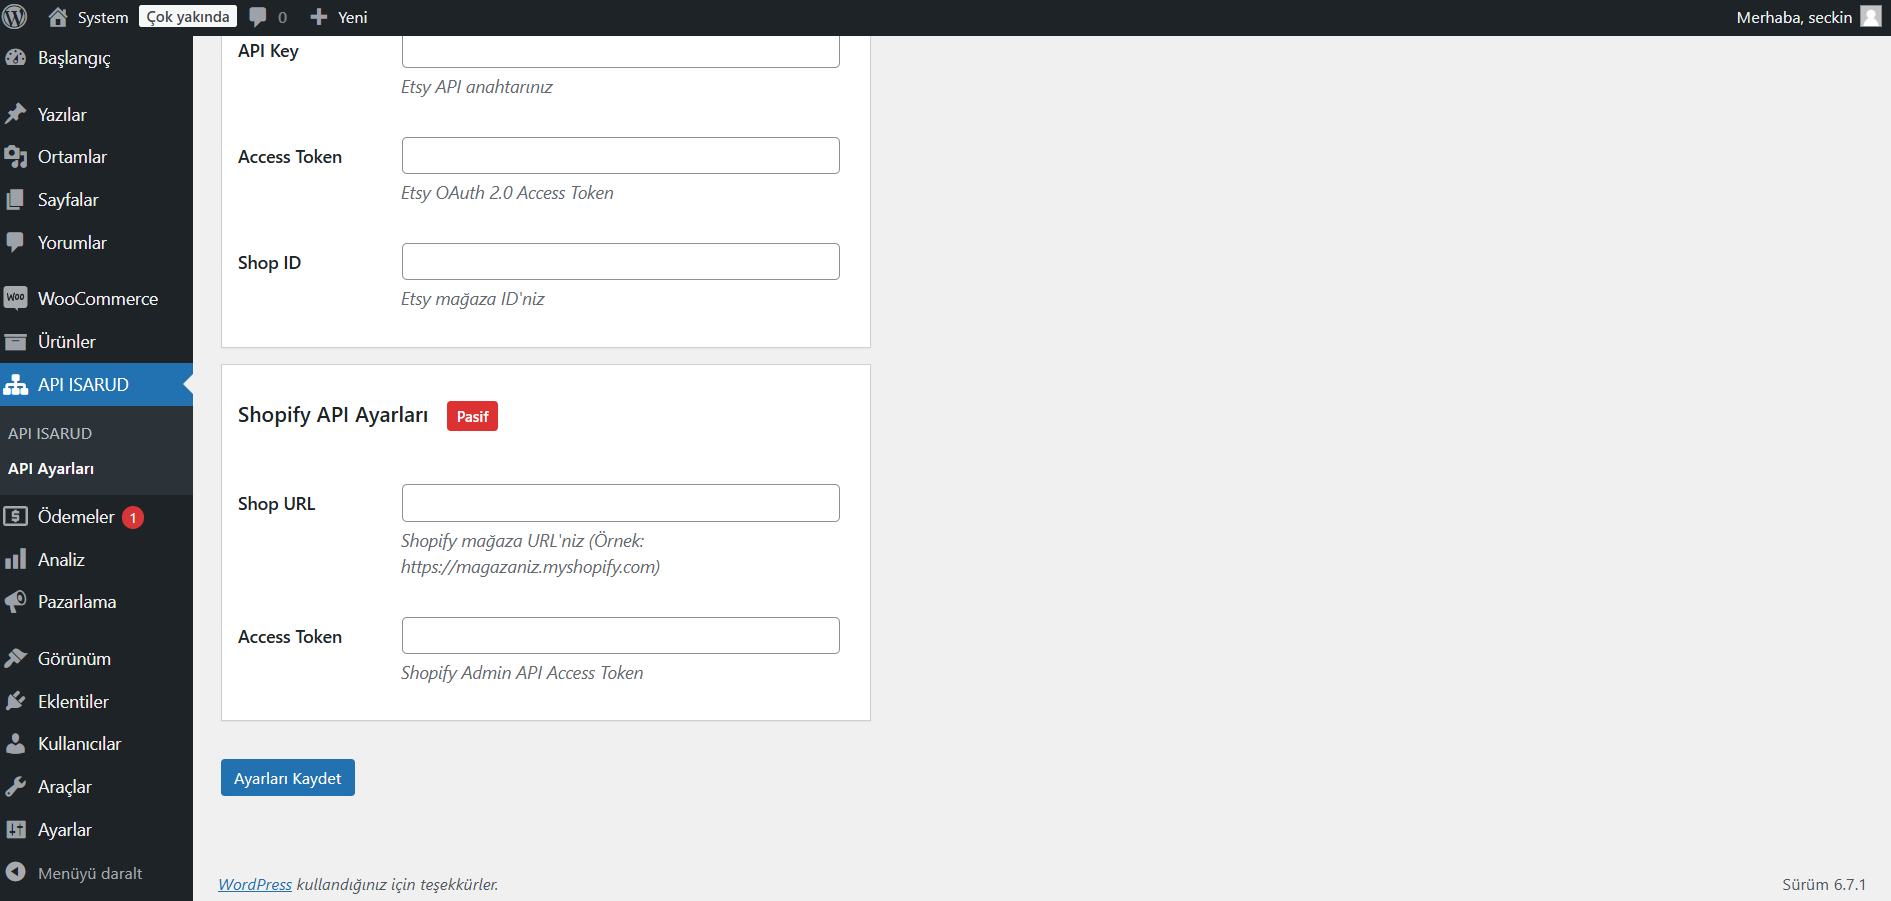 System Çok yakında 0 Yeni Merhaba, seckin
Başlangıç
Yazılar
Ortamlar
Sayfalar
Yorumlar
Woo WooCommerce
Ürünler
API ISARUD
API ISARUD
API Ayarları
Ödemeler 1
Analiz
Pazarlama
Görünüm
Eklentiler
Kullanıcılar
Araçlar
Ayarlar
Menüyü daralt
API Key
Etsy API anahtarınız
Access Token
Etsy OAuth 2.0 Access Token
Shop ID
Etsy mağaza ID'niz
Shopify API Ayarları Pasif
Shop URL
Shopify mağaza URL'niz (Örnek:
https://magazaniz.myshopify.com)
Access Token
Shopify Admin API Access Token
Ayarları Kaydet
WordPress kullandığınız için teşekkürler.
Sürüm 6.7.1